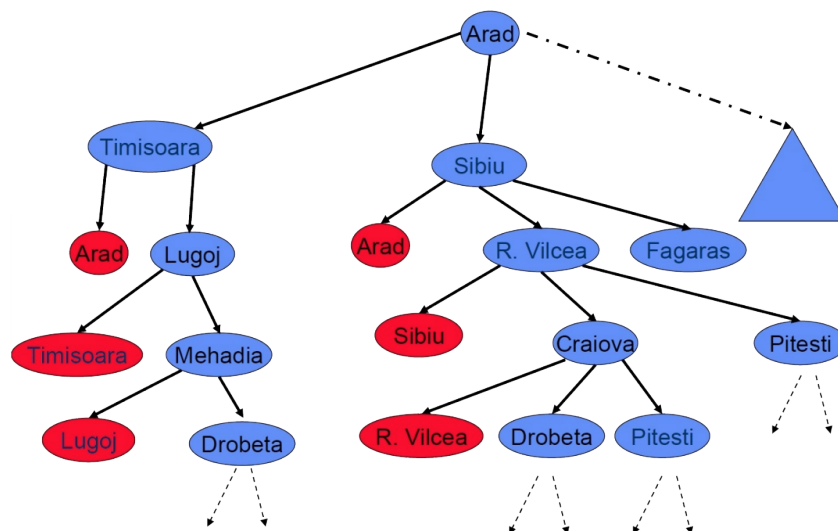 Arad
Timisoara
Sibiu
Arad
Lugoj
Arad
R. Vilcea
Fagaras
Timisoara
Mehadia
Sibiu
Craiova
Pitesti
Lugoj
Drobeta
R. Vilcea
Drobeta
Pitesti